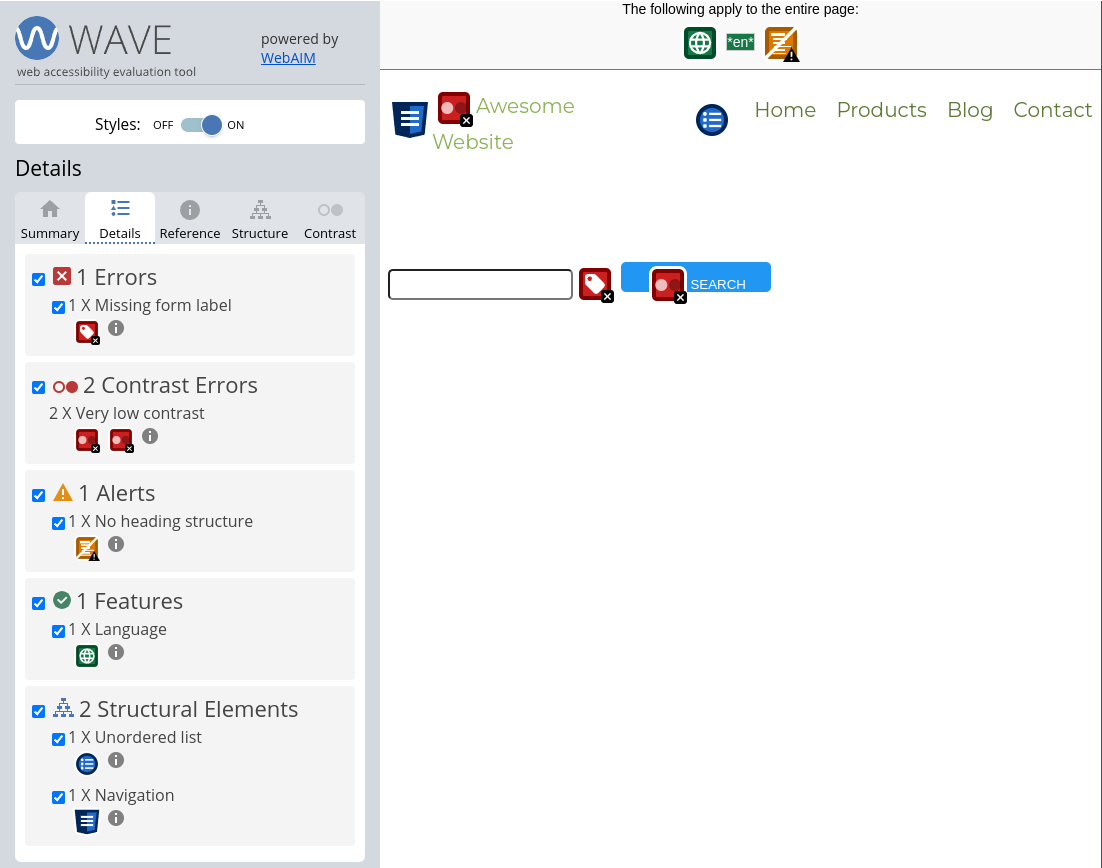 WAVE
web accessibility evaluation tool
powered by
WebAIM
Styles: OFF ON
Details
Summary Details Reference Structure Contrast
1 Errors
1 X Missing form label
2 Contrast Errors
2 X Very low contrast
1 Alerts
1 X No heading structure
1 Features
1 X Language
2 Structural Elements
1 X Unordered list
1 X Navigation
The following apply to the entire page:
*en*
Awesome
Website
Home Products Blog Contact
SEARCH